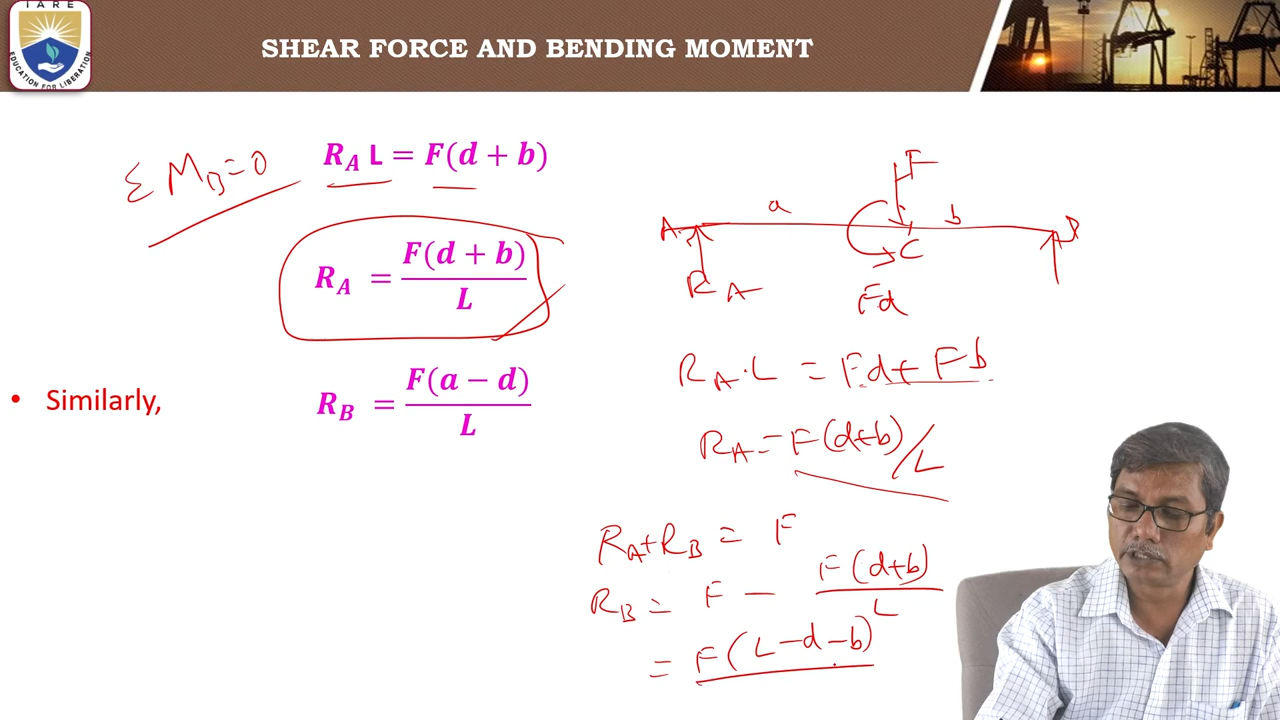 IARE
EDUCATION FOR LIBERATION
SHEAR FORCE AND BENDING MOMENT
Σ M_B = 0
R_A L = F(d + b)
R_A = F(d + b) / L
• Similarly,
R_B = F(a − d) / L
F
a
b
A
B
C
R_A
Fd
R_A · L = Fd + Fb
R_A = F(d+b)/L
R_A + R_B = F
R_B = F − F(d+b) / L
= F(L − d − b)